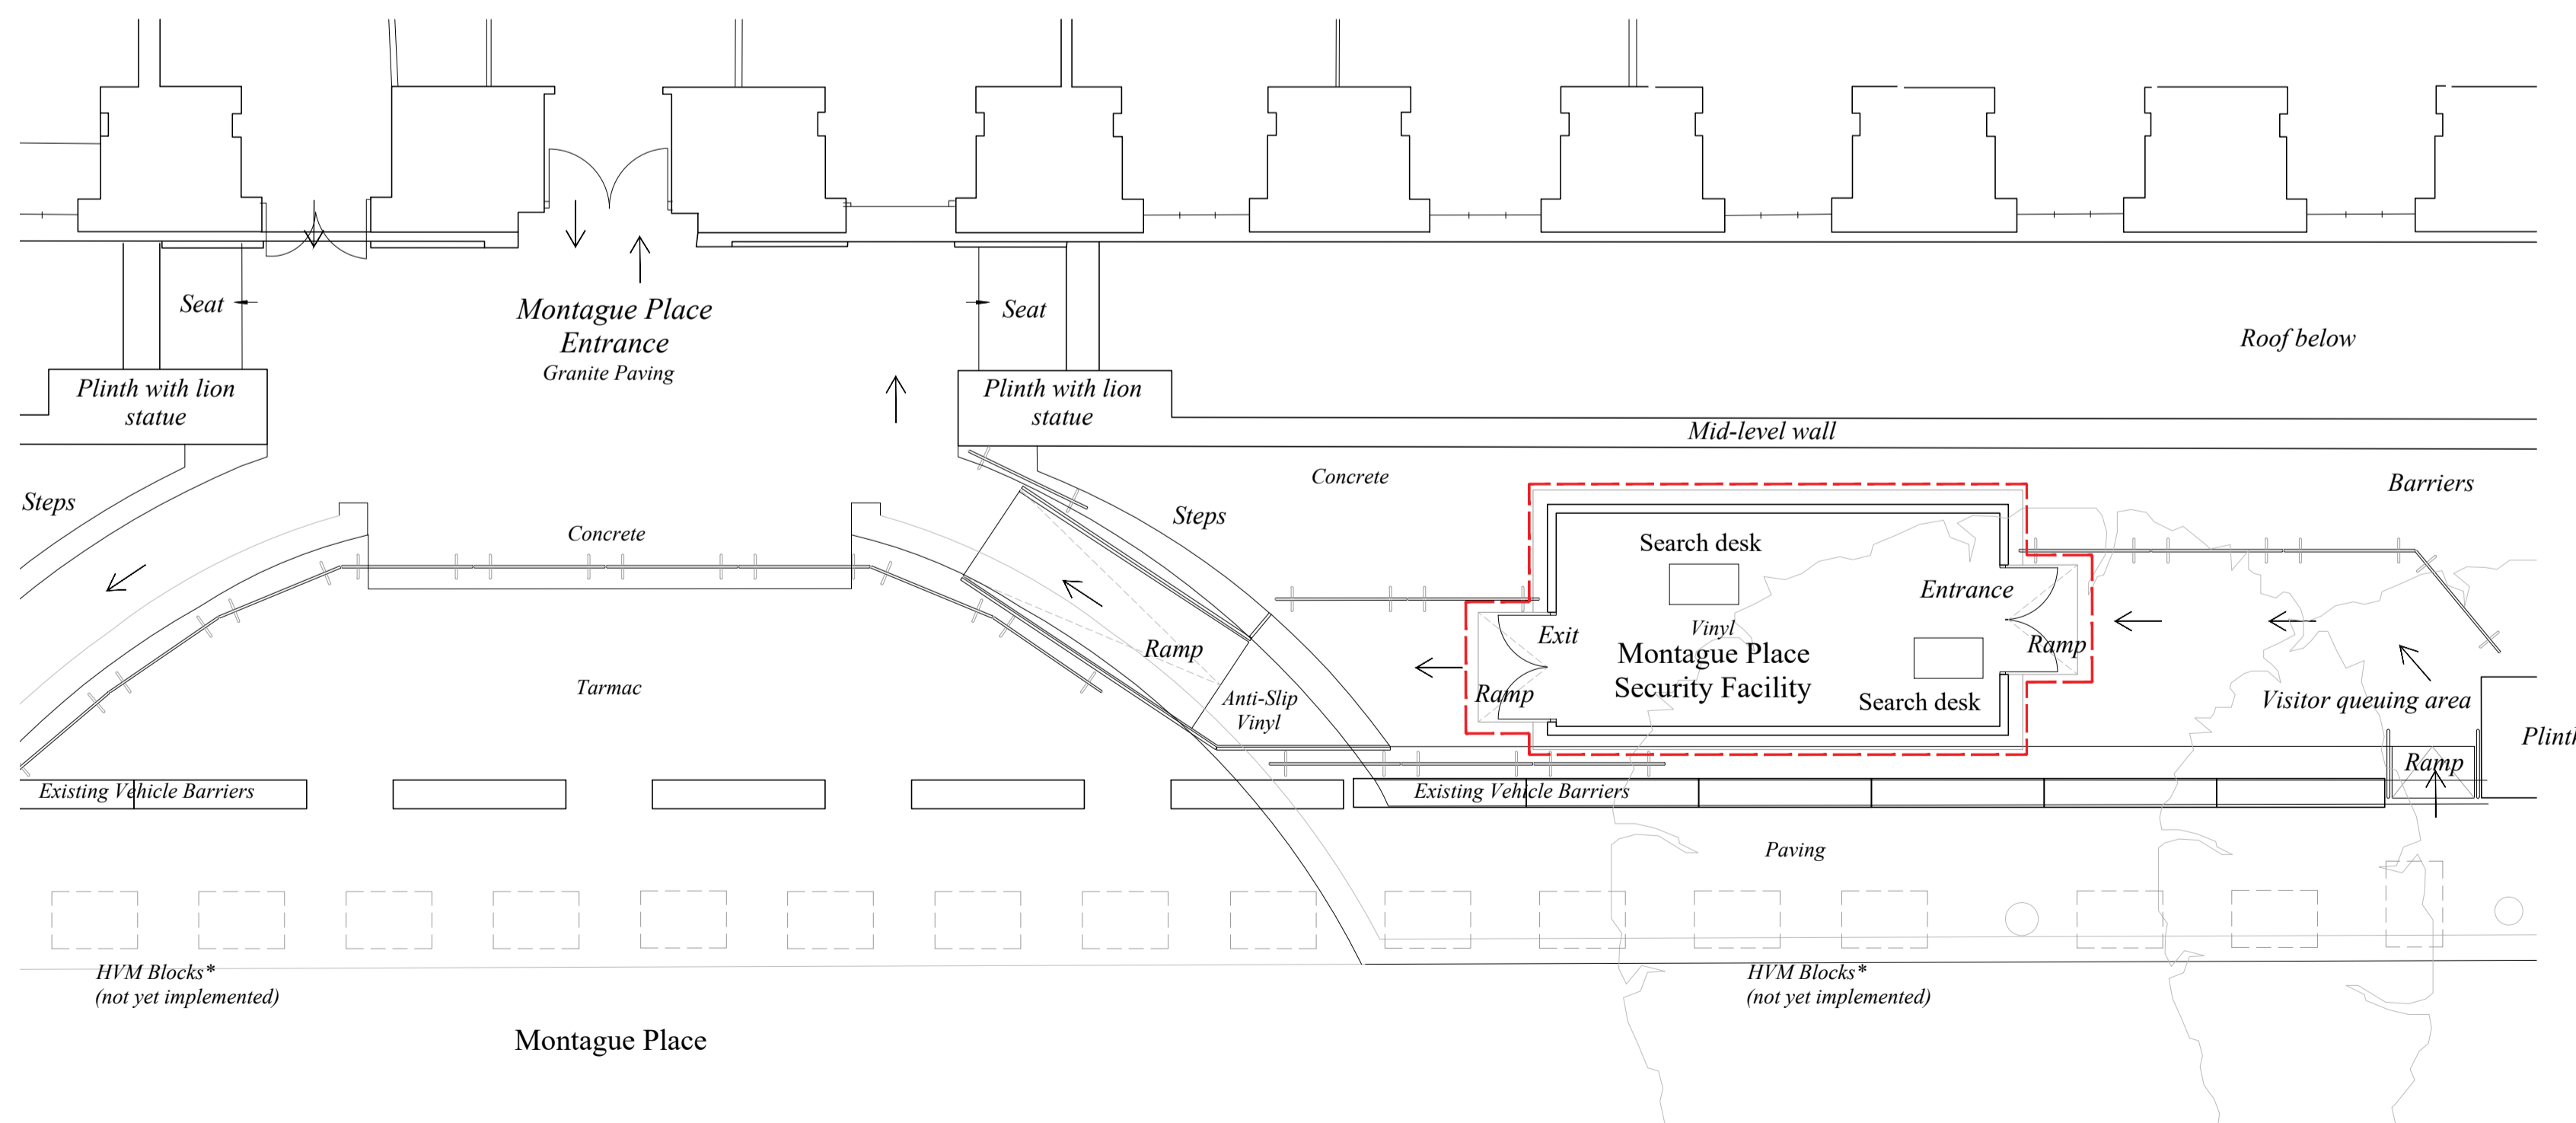 Seat
Montague Place
Entrance
Granite Paving
Seat
Roof below
Plinth with lion
statue
Plinth with lion
statue
Mid-level wall
Steps
Concrete
Steps
Concrete
Barriers
Search desk
Entrance
Exit
Vinyl
Montague Place
Security Facility
Ramp
Ramp
Ramp
Search desk
Tarmac
Anti-Slip
Vinyl
Visitor queuing area
Plinth
Ramp
Existing Vehicle Barriers
Existing Vehicle Barriers
Paving
HVM Blocks*
(not yet implemented)
HVM Blocks*
(not yet implemented)
Montague Place